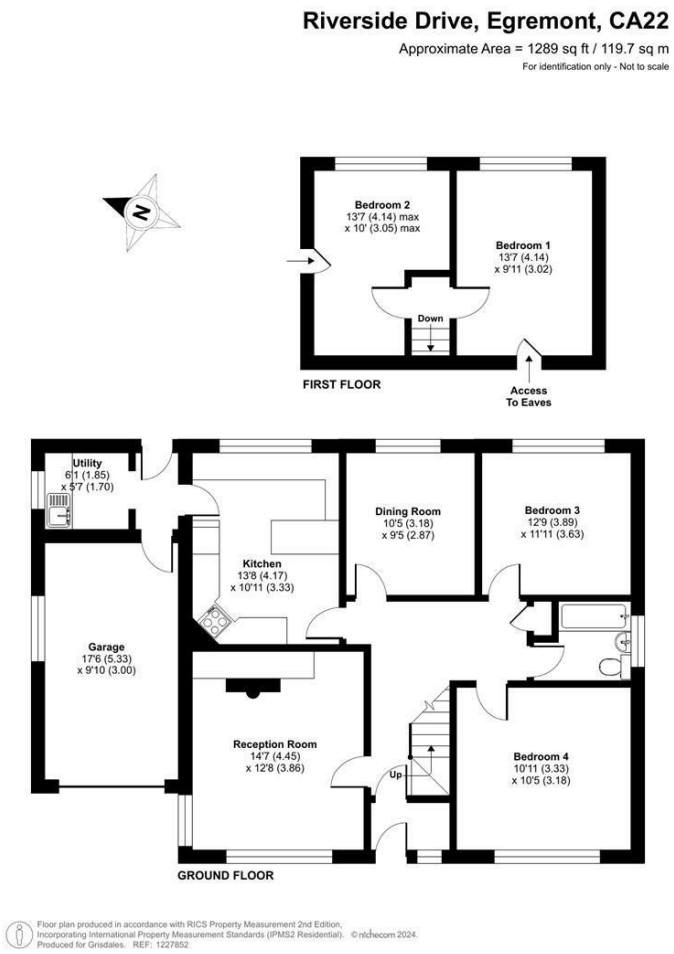 Riverside Drive, Egremont, CA22
Approximate Area = 1289 sq ft / 119.7 sq m
For identification only - Not to scale
N
Bedroom 2
13'7 (4.14) max
x 10' (3.05) max
Bedroom 1
13'7 (4.14)
x 9'11 (3.02)
Down
FIRST FLOOR
Access
To Eaves
Utility
6'1 (1.85)
x 5'7 (1.70)
Dining Room
10'5 (3.18)
x 9'5 (2.87)
Bedroom 3
12'9 (3.89)
x 11'11 (3.63)
Kitchen
13'8 (4.17)
x 10'11 (3.33)
Garage
17'6 (5.33)
x 9'10 (3.00)
Reception Room
14'7 (4.45)
x 12'8 (3.86)
Up
Bedroom 4
10'11 (3.33)
x 10'5 (3.18)
GROUND FLOOR
Floor plan produced in accordance with RICS Property Measurement 2nd Edition,
Incorporating International Property Measurement Standards (IPMS2 Residential). © nichecom 2024.
Produced for Grisdales. REF: 1227852